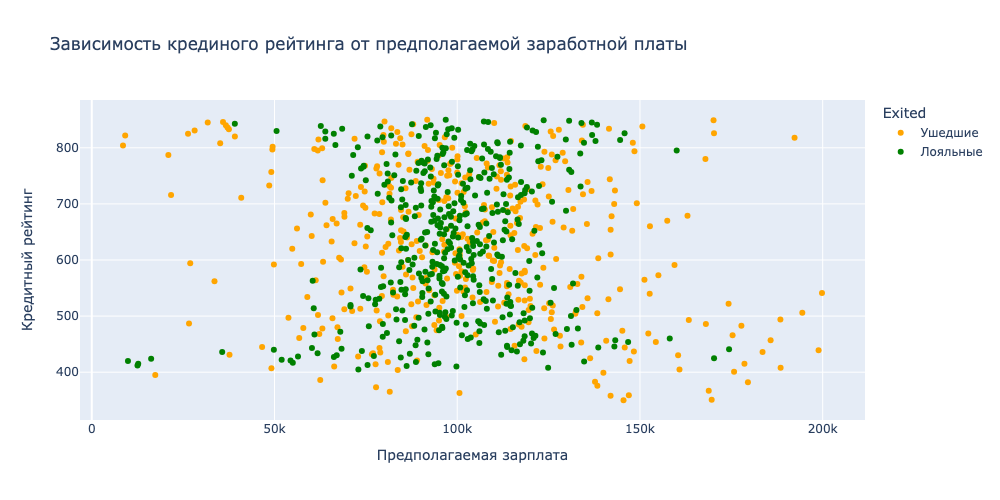 Зависимость крединого рейтинга от предполагаемой заработной платы
Exited
Ушедшие
Лояльные
Кредитный рейтинг
800
700
600
500
400
0
50k
100k
150k
200k
Предполагаемая зарплата